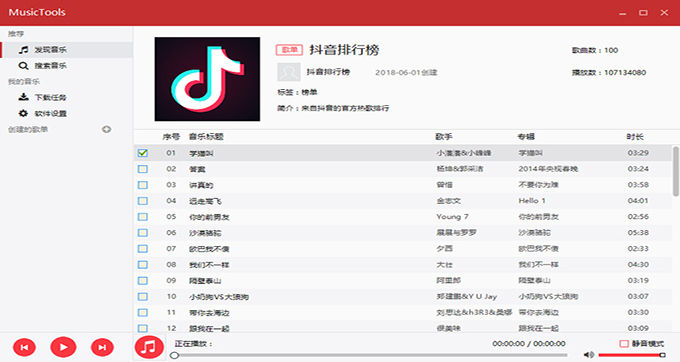 MusicTools
推荐
发现音乐
搜索音乐
我的音乐
下载任务
软件设置
创建的歌单
歌单 抖音排行榜
歌曲数：100
抖音排行榜 2018-06-01创建
播放数：107134080
标签：榜单
简介：来自抖音的官方热歌排行
序号 音乐标题 歌手 专辑 时长
01 学猫叫 小潘潘&小峰峰 学猫叫 03:29
02 答案 杨坤&郭采洁 2014年央视春晚 03:24
03 讲真的 曾惜 不要你为难 03:58
04 远走高飞 金志文 Hello 1 04:01
05 你的前男友 Young 7 你的前男友 02:56
06 沙漠骆驼 展展与罗罗 沙漠骆驼 05:38
07 欧巴我不傻 夕西 欧巴我不傻 02:33
08 我们不一样 大壮 我们不一样 04:30
09 隔壁泰山 阿里郎 隔壁泰山 03:19
10 小奶狗VS大狼狗 郑建鹏&Y U Jay 小奶狗VS大狼狗 03:07
11 带你去海边 刘思达&h3R3&桑娜 带你去海边 03:13
12 跟我在一起 很美味 跟我在一起 03:09
正在播放： 00:00:00 / 00:00:00 静音模式